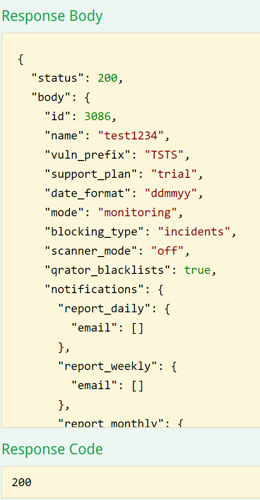 Response Body
{
"status": 200,
"body": {
"id": 3086,
"name": "test1234",
"vuln_prefix": "TSTS",
"support_plan": "trial",
"date_format": "ddmmyy",
"mode": "monitoring",
"blocking_type": "incidents",
"scanner_mode": "off",
"qrator_blacklists": true,
"notifications": {
"report_daily": {
"email": []
},
"report_weekly": {
"email": []
},
"report_monthly": {
Response Code
200